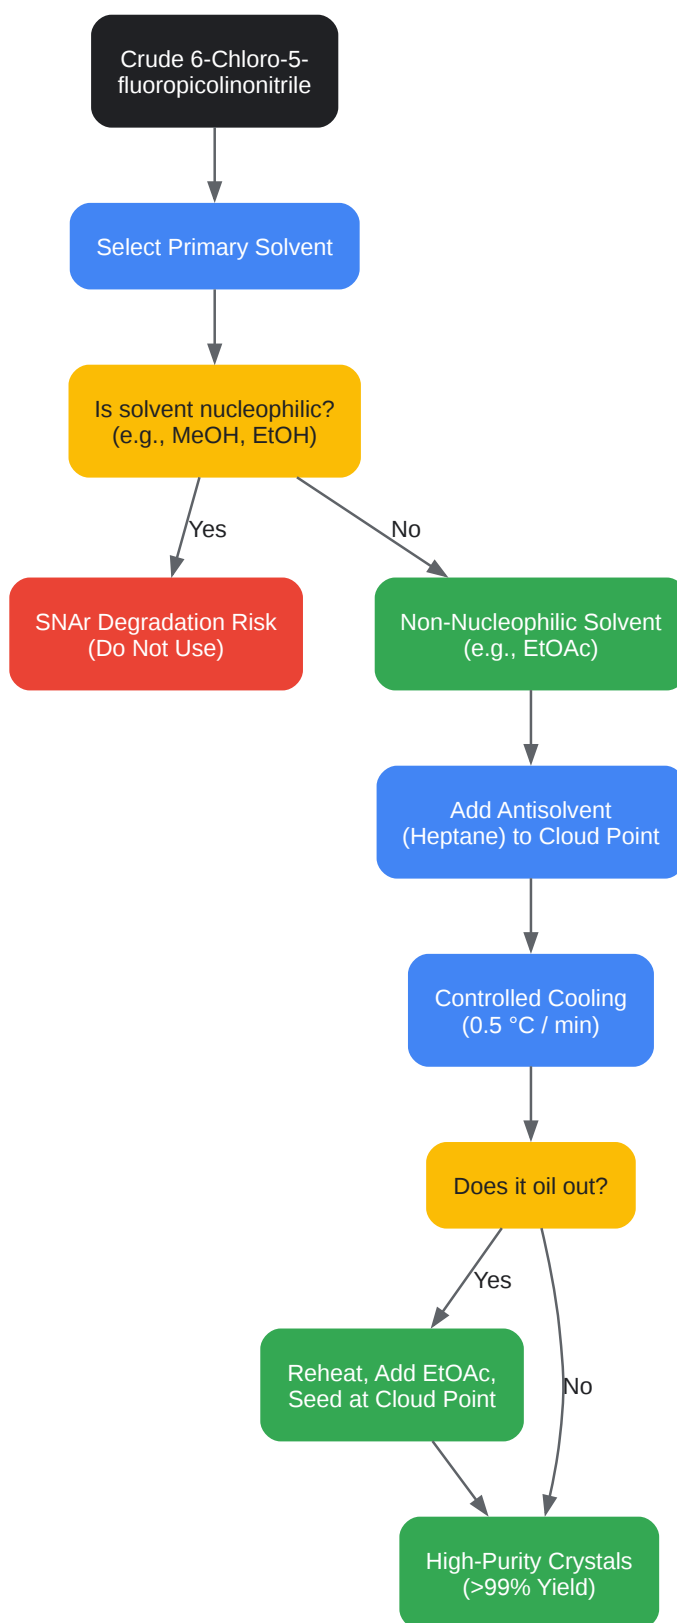 Crude 6-Chloro-5-
fluoropicolinonitrile
Select Primary Solvent
Is solvent nucleophilic?
(e.g., MeOH, EtOH)
Yes
No
SNAr Degradation Risk
(Do Not Use)
Non-Nucleophilic Solvent
(e.g., EtOAc)
Add Antisolvent
(Heptane) to Cloud Point
Controlled Cooling
(0.5 °C / min)
Does it oil out?
Yes
Reheat, Add EtOAc,
Seed at Cloud Point
No
High-Purity Crystals
(>99% Yield)